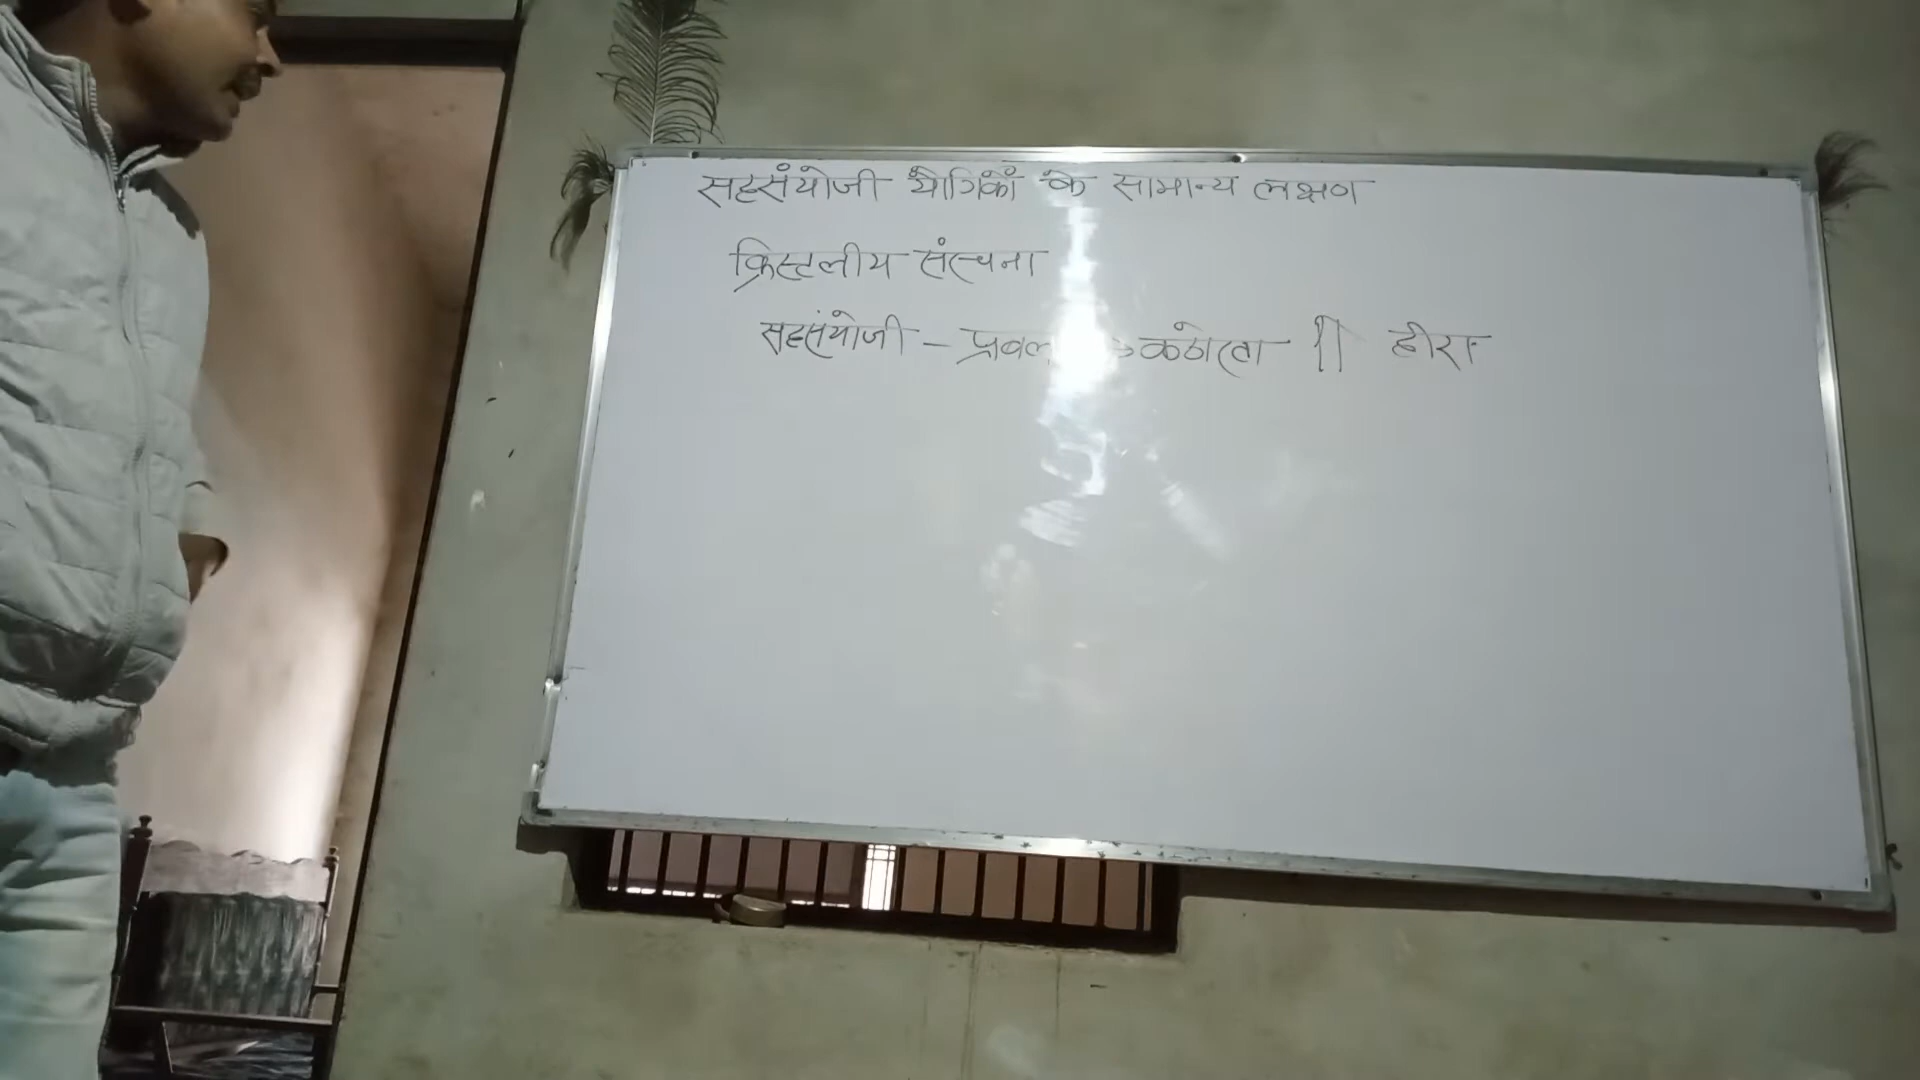 सहसंयोजी यौगिकों के सामान्य लक्षण
क्रिस्टलीय संरचना
सहसंयोजी - प्रबल → कठोरता ↑↑ हीरा